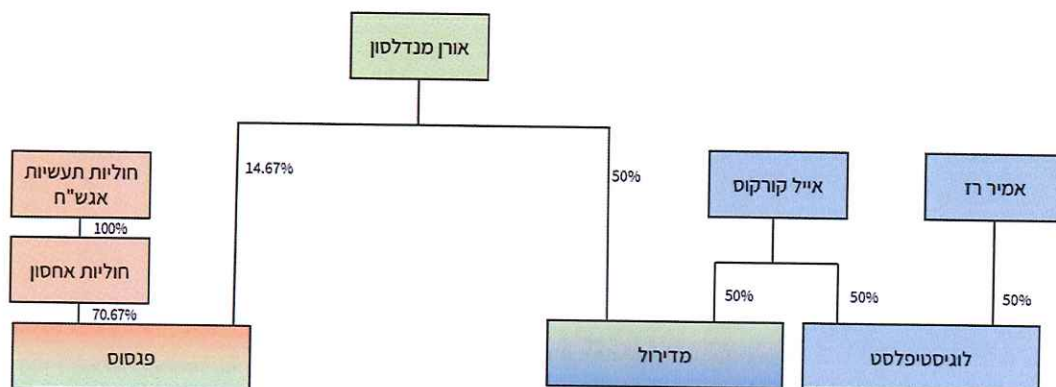 אורן מנדלסון
14.67%
50%
חוליות תעשיות
אגש"ח
100%
חוליות אחסון
70.67%
פגסוס
אייל קורקוס
אמיר רז
50%
50%
50%
מדירול
לוגיסטיפלסט